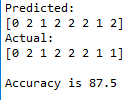 Predicted:
[0 2 1 2 2 2 1 2]
Actual:
[0 2 1 2 2 2 1 1]
Accuracy is 87.5